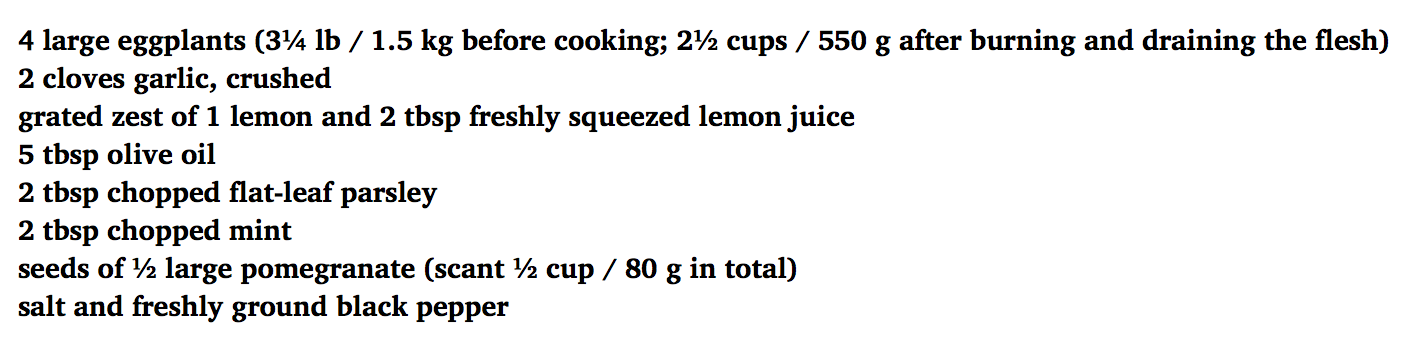 4 large eggplants (3¼ lb / 1.5 kg before cooking; 2½ cups / 550 g after burning and draining the flesh)
2 cloves garlic, crushed
grated zest of 1 lemon and 2 tbsp freshly squeezed lemon juice
5 tbsp olive oil
2 tbsp chopped flat-leaf parsley
2 tbsp chopped mint
seeds of ½ large pomegranate (scant ½ cup / 80 g in total)
salt and freshly ground black pepper